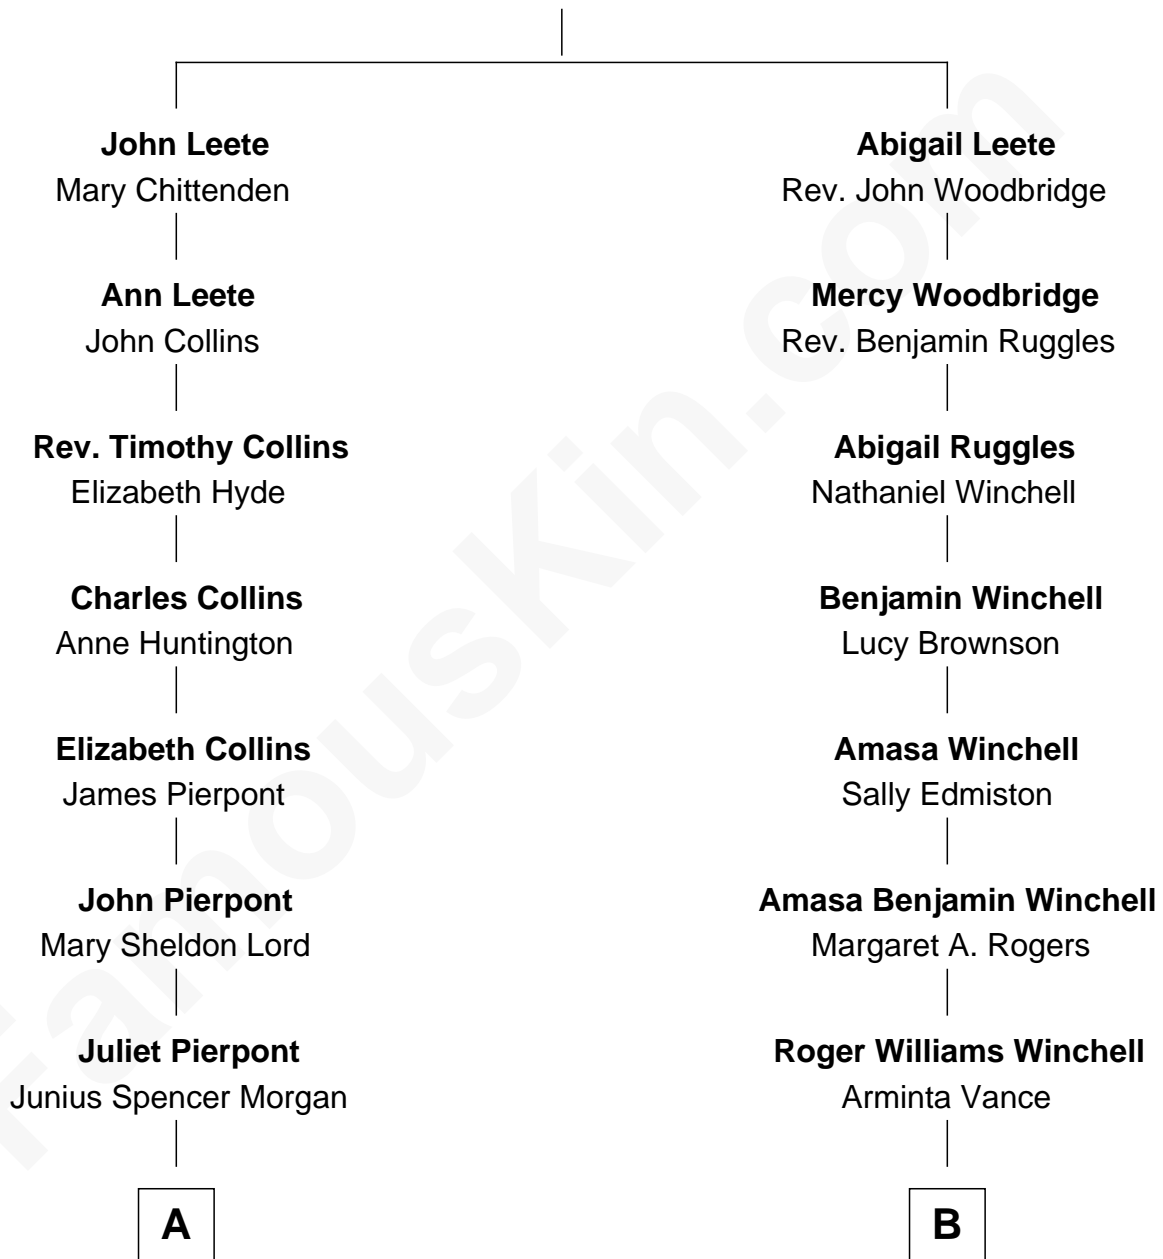 John Leete
Mary Chittenden
Abigail Leete
Rev. John Woodbridge
Ann Leete
John Collins
Mercy Woodbridge
Rev. Benjamin Ruggles
Rev. Timothy Collins
Elizabeth Hyde
Abigail Ruggles
Nathaniel Winchell
Charles Collins
Anne Huntington
Benjamin Winchell
Lucy Brownson
Elizabeth Collins
James Pierpont
Amasa Winchell
Sally Edmiston
John Pierpont
Mary Sheldon Lord
Amasa Benjamin Winchell
Margaret A. Rogers
Juliet Pierpont
Junius Spencer Morgan
Roger Williams Winchell
Arminta Vance
A
B
FamousKin.com